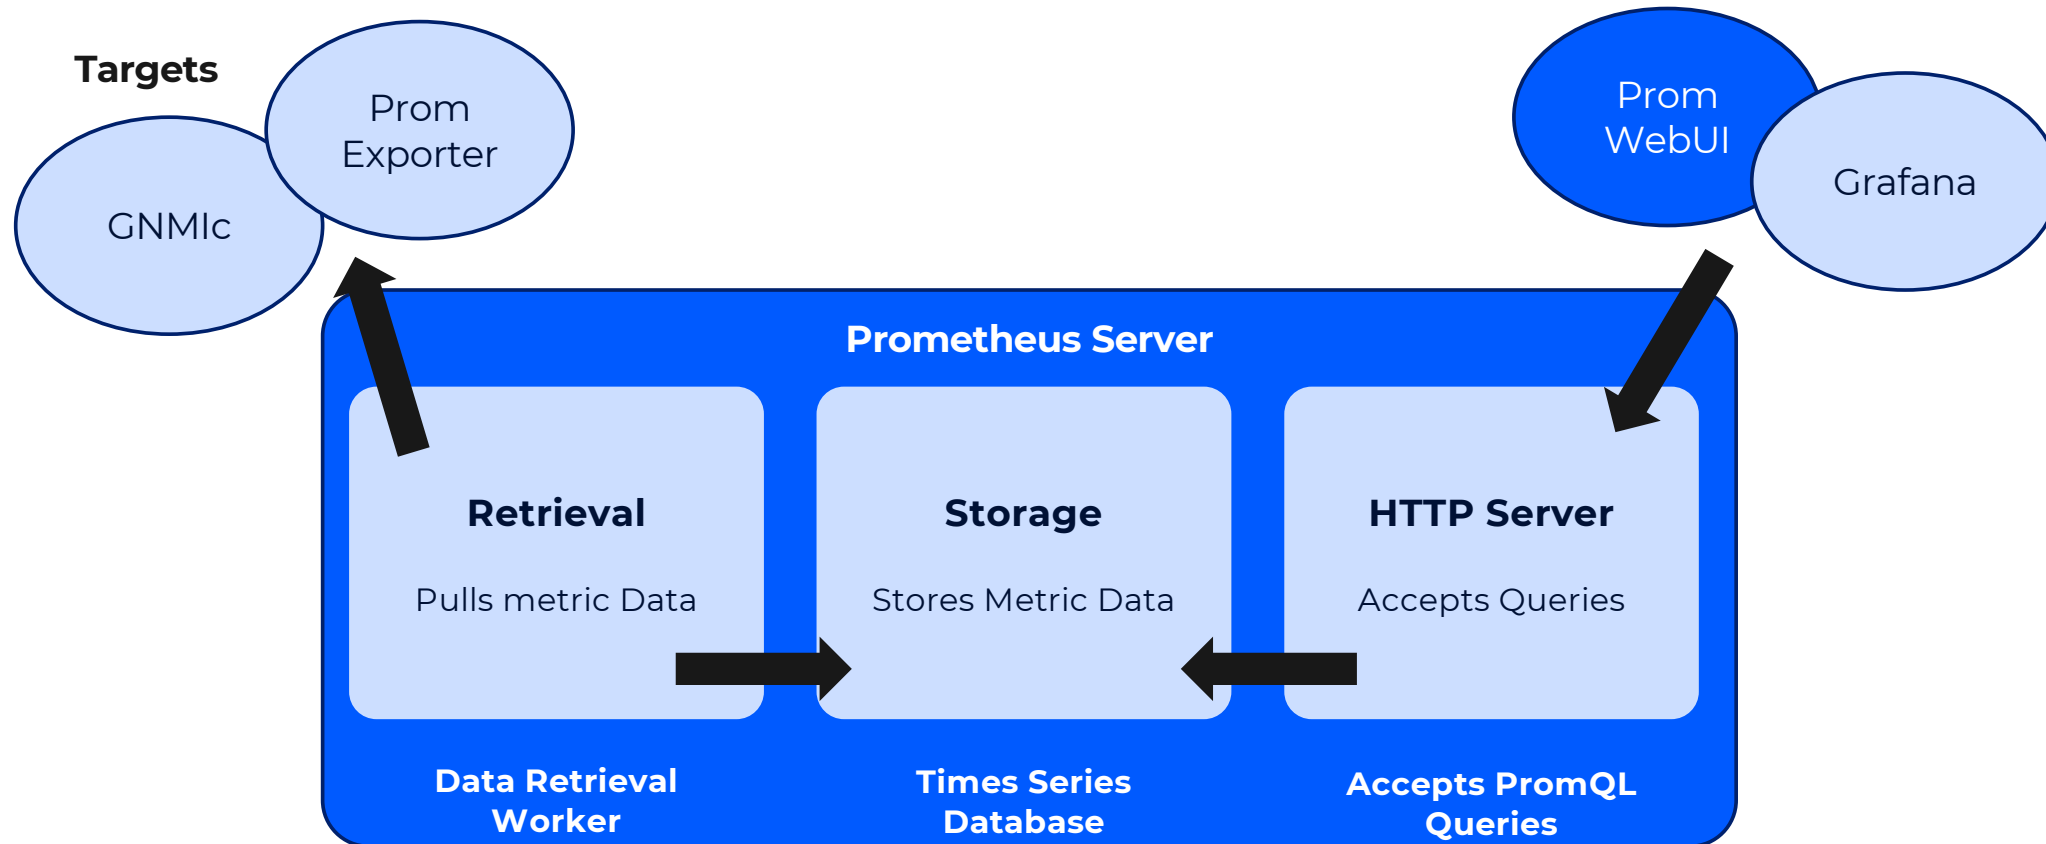 Targets
Prom
Exporter
GNMIc
Prom
WebUI
Grafana
Prometheus Server
Retrieval
Pulls metric Data
Storage
Stores Metric Data
HTTP Server
Accepts Queries
Data Retrieval
Worker
Times Series
Database
Accepts PromQL
Queries